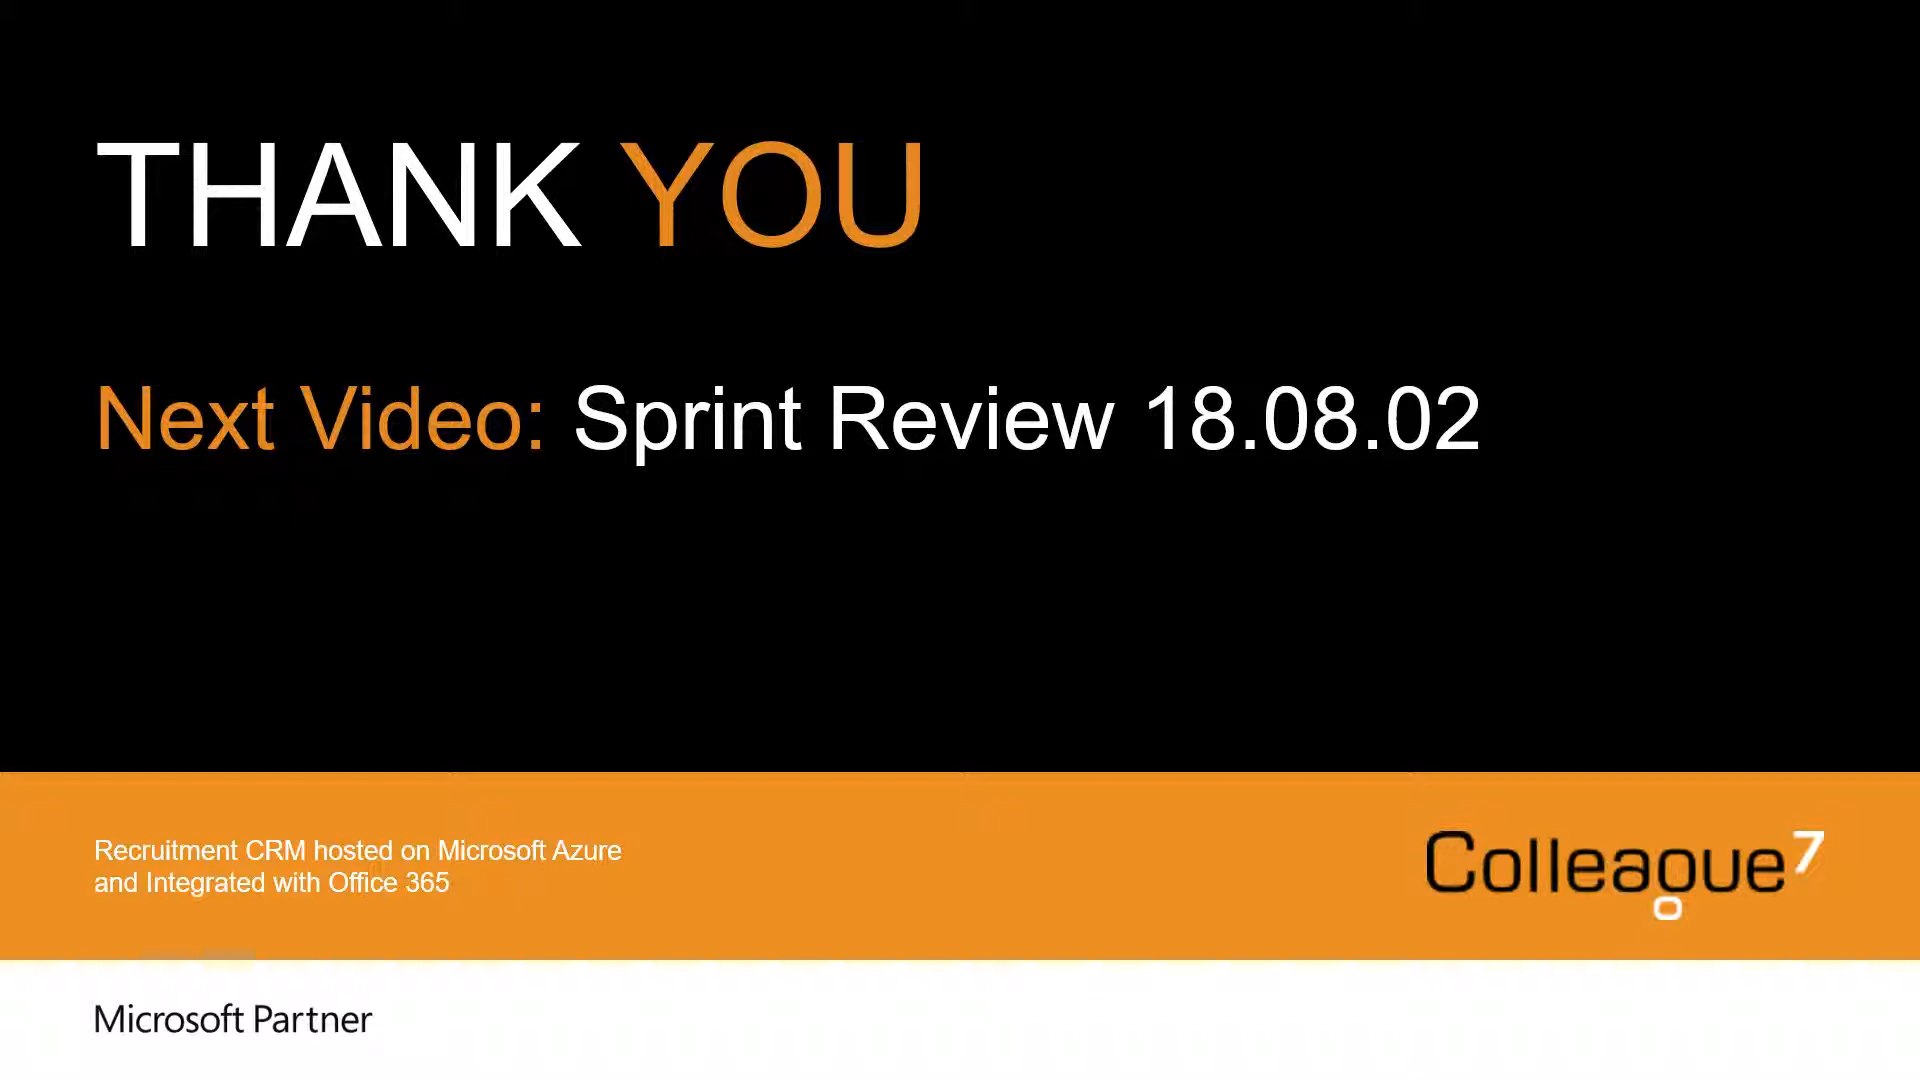 THANK YOU
Next Video: Sprint Review 18.08.02
Recruitment CRM hosted on Microsoft Azure
and Integrated with Office 365
Colleague7
Microsoft Partner